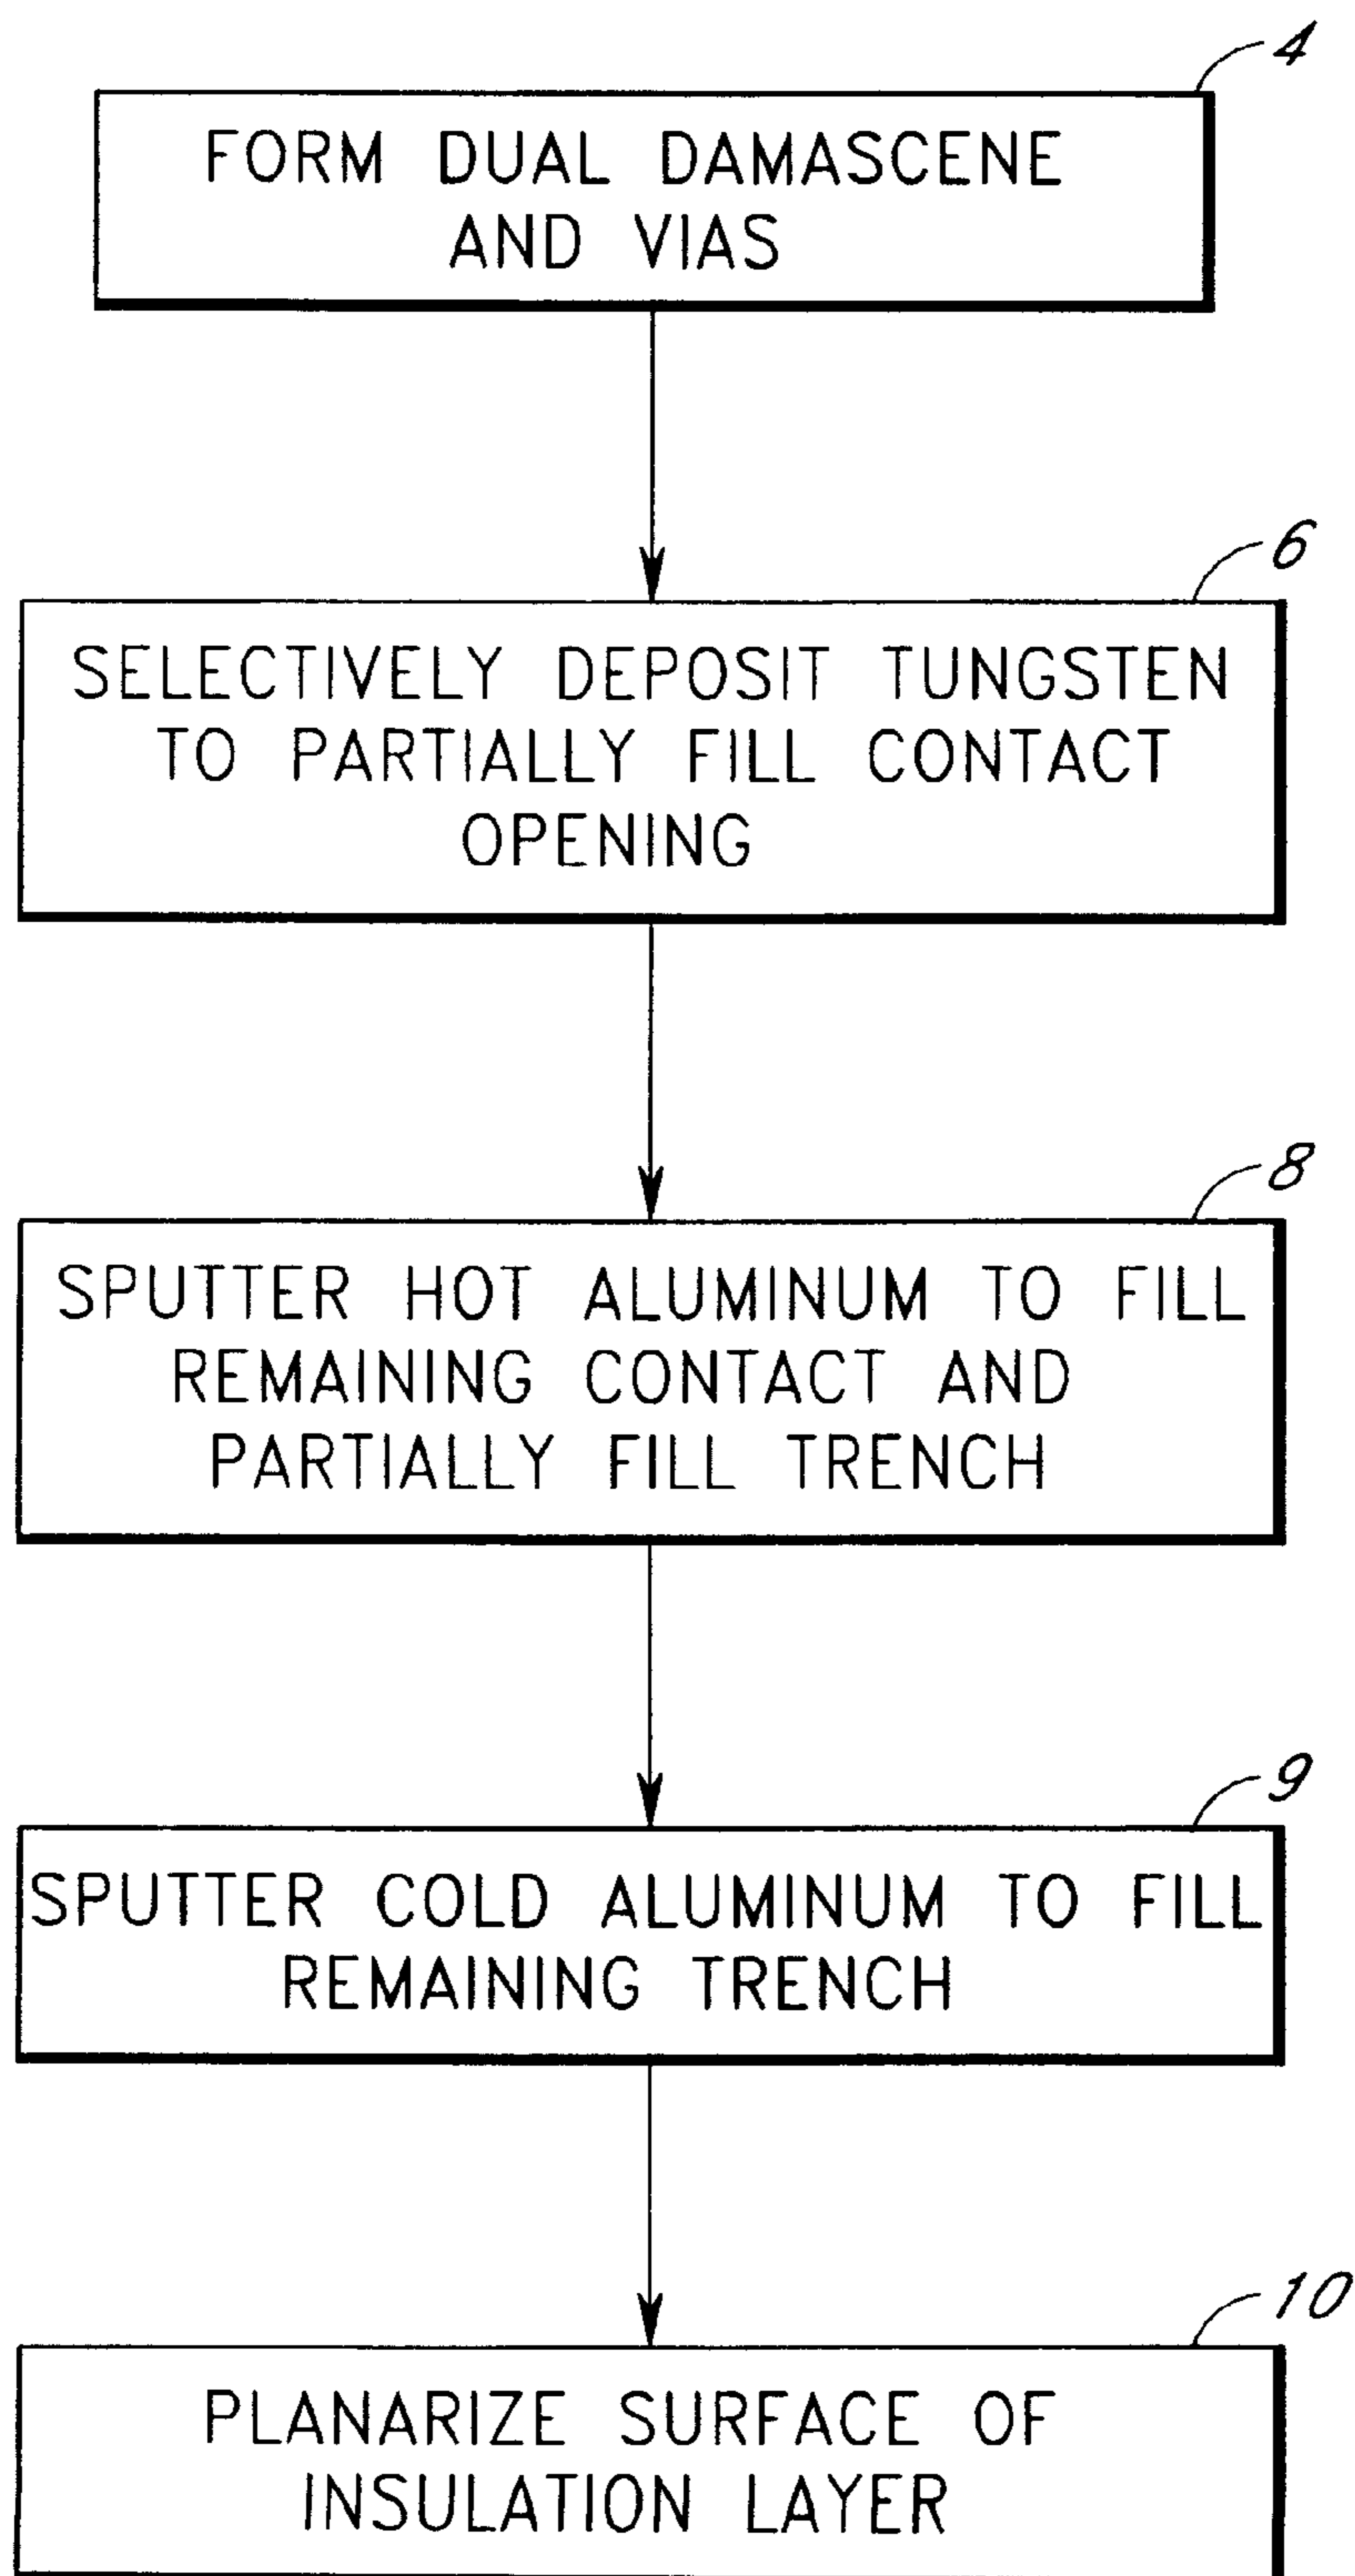 4
FORM DUAL DAMASCENE
AND VIAS
6
SELECTIVELY DEPOSIT TUNGSTEN
TO PARTIALLY FILL CONTACT
OPENING
8
SPUTTER HOT ALUMINUM TO FILL
REMAINING CONTACT AND
PARTIALLY FILL TRENCH
9
SPUTTER COLD ALUMINUM TO FILL
REMAINING TRENCH
10
PLANARIZE SURFACE OF
INSULATION LAYER